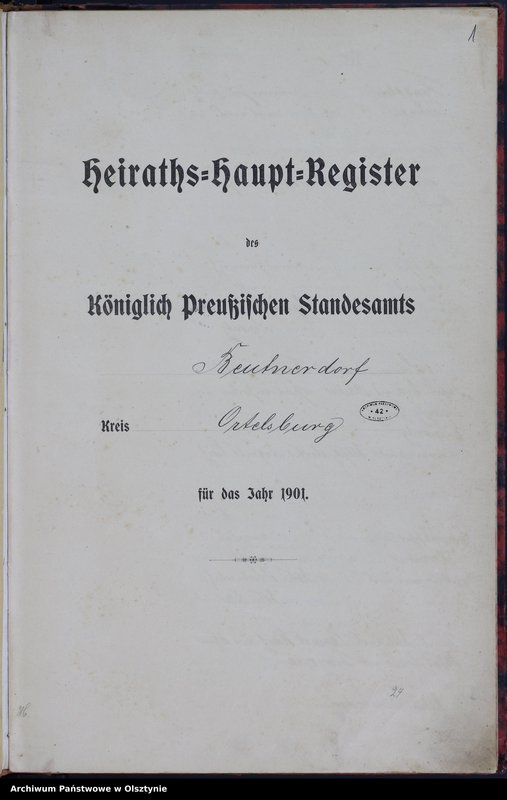 1
Heiraths-Haupt-Register
des
Königlich Preußischen Standesamts
Beutnerdorf
Kreis Ortelsburg
42
für das Jahr 1901.
24
Archiwum Państwowe w Olsztynie